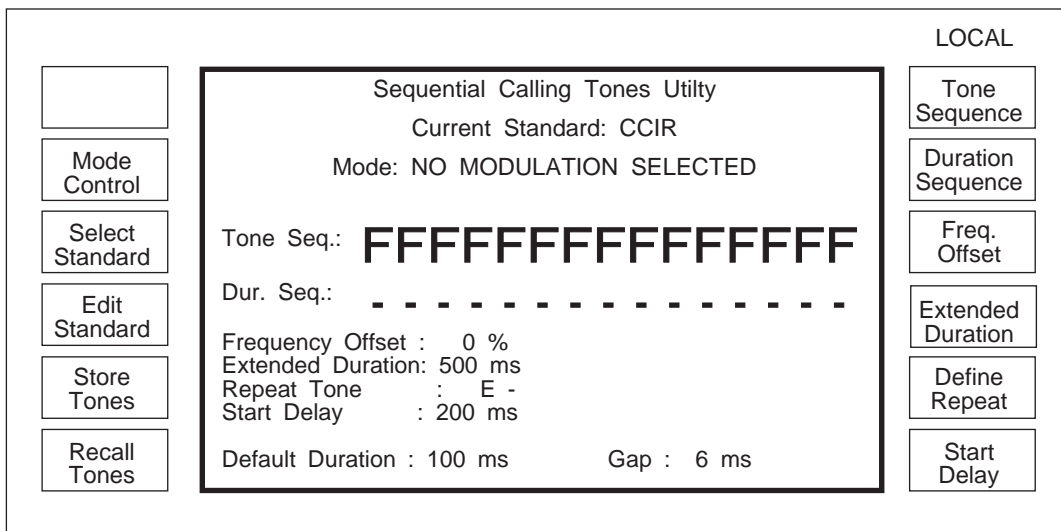 LOCAL
Mode
Control
Select
Standard
Edit
Standard
Store
Tones
Recall
Tones
Sequential Calling Tones Utilty
Current Standard: CCIR
Mode: NO MODULATION SELECTED
Tone Seq.: FFFFFFFFFFFFFFF
Dur. Seq.: - - - - - - - - - - - - - - -
Frequency Offset : 0 %
Extended Duration: 500 ms
Repeat Tone : E -
Start Delay : 200 ms
Default Duration : 100 ms Gap : 6 ms
Tone
Sequence
Duration
Sequence
Freq.
Offset
Extended
Duration
Define
Repeat
Start
Delay